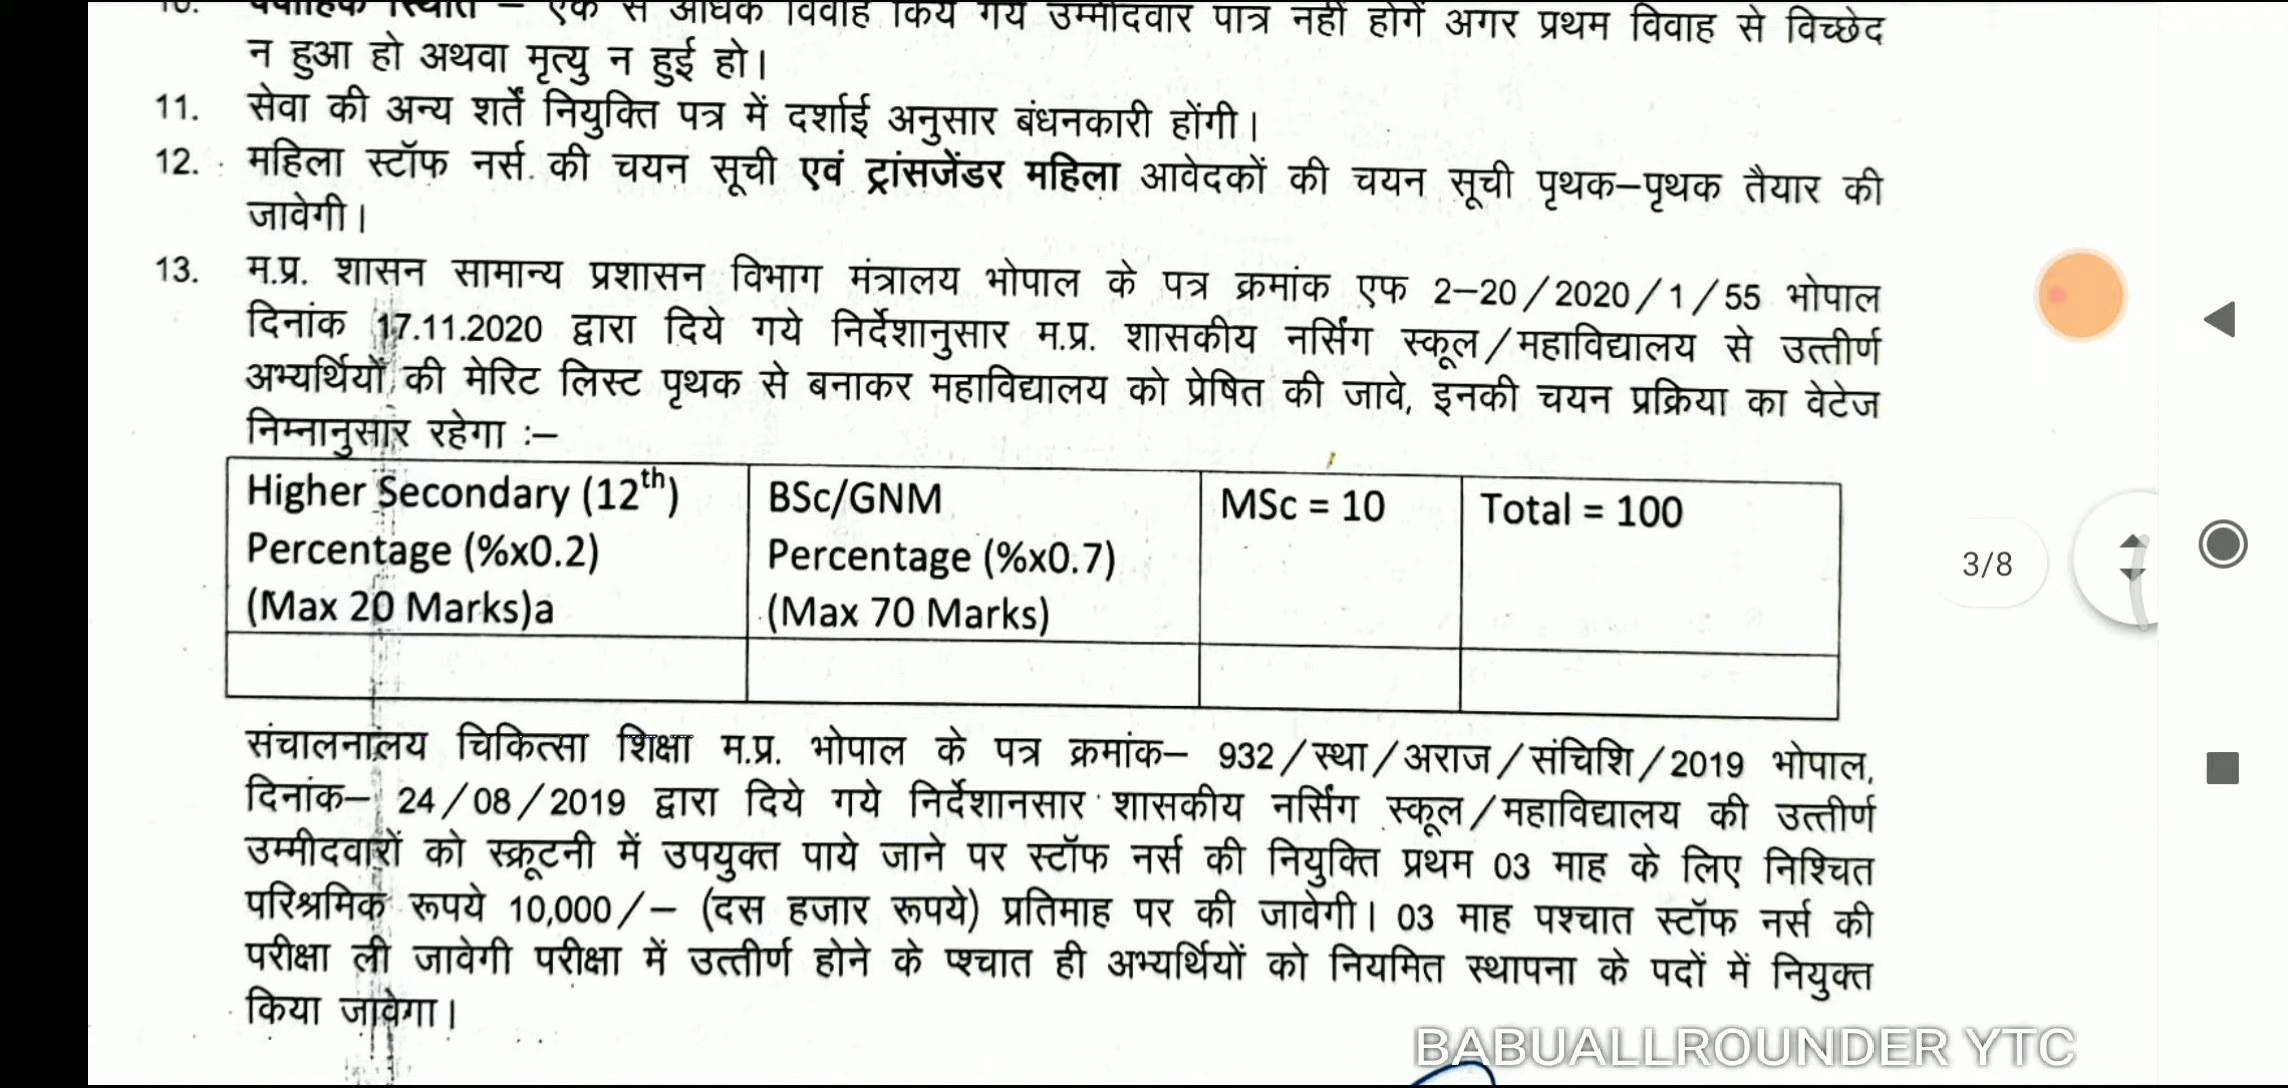 10. वैवाहिक स्थिति – एक से अधिक विवाह किये गये उम्मीदवार पात्र नहीं होगें अगर प्रथम विवाह से विच्छेद
न हुआ हो अथवा मृत्यु न हुई हो।
11. सेवा की अन्य शर्तें नियुक्ति पत्र में दर्शाई अनुसार बंधनकारी होंगी।
12. महिला स्टॉफ नर्स की चयन सूची एवं ट्रांसजेंडर महिला आवेदकों की चयन सूची पृथक–पृथक तैयार की
जावेगी।
13. म.प्र. शासन सामान्य प्रशासन विभाग मंत्रालय भोपाल के पत्र क्रमांक एफ 2–20/2020/1/55 भोपाल
दिनांक 17.11.2020 द्वारा दिये गये निर्देशानुसार म.प्र. शासकीय नर्सिंग स्कूल/महाविद्यालय से उत्तीर्ण
अभ्यर्थियों की मेरिट लिस्ट पृथक से बनाकर महाविद्यालय को प्रेषित की जावे, इनकी चयन प्रक्रिया का वेटेज
निम्नानुसार रहेगा :–
Higher Secondary (12th)
Percentage (%x0.2)
(Max 20 Marks)a
BSc/GNM
Percentage (%x0.7)
(Max 70 Marks)
MSc = 10
Total = 100
3/8
संचालनालय चिकित्सा शिक्षा म.प्र. भोपाल के पत्र क्रमांक– 932/स्था/अराज/संचिशि/2019 भोपाल,
दिनांक– 24/08/2019 द्वारा दिये गये निर्देशानसार शासकीय नर्सिंग स्कूल/महाविद्यालय की उत्तीर्ण
उम्मीदवारों को स्क्रूटनी में उपयुक्त पाये जाने पर स्टॉफ नर्स की नियुक्ति प्रथम 03 माह के लिए निश्चित
परिश्रमिक रूपये 10,000/– (दस हजार रूपये) प्रतिमाह पर की जावेगी। 03 माह पश्चात स्टॉफ नर्स की
परीक्षा ली जावेगी परीक्षा में उत्तीर्ण होने के पश्चात ही अभ्यर्थियों को नियमित स्थापना के पदों में नियुक्त
किया जावेगा।
BABUALLROUNDER YTC